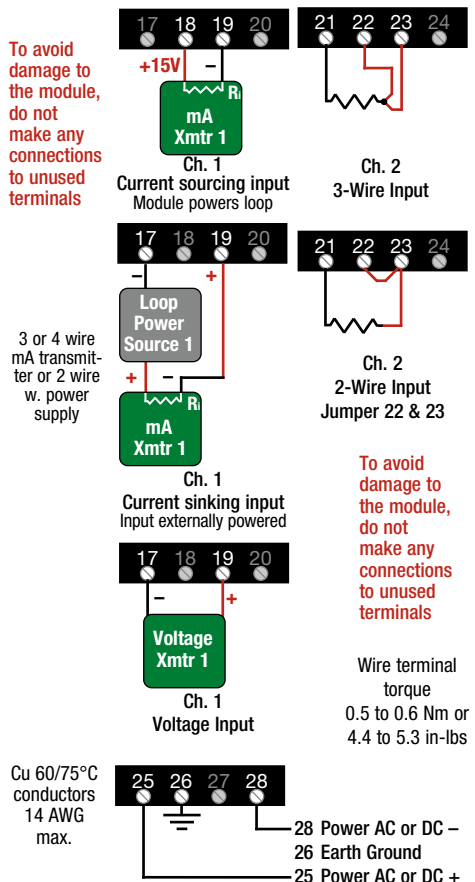 To avoid
damage to
the module,
do not
make any
connections
to unused
terminals
17 18 19 20
+15V –
Ri
mA
Xmtr 1
Ch. 1
Current sourcing input
Module powers loop
21 22 23 24
Ch. 2
3-Wire Input
17 18 19 20
– +
Loop
Power
Source 1
3 or 4 wire
mA transmit-
ter or 2 wire
w. power
supply
+ –
Ri
mA
Xmtr 1
Ch. 1
Current sinking input
Input externally powered
21 22 23 24
Ch. 2
2-Wire Input
Jumper 22 & 23
To avoid
damage to
the module,
do not
make any
connections
to unused
terminals
17 18 19 20
– +
Voltage
Xmtr 1
Ch. 1
Voltage Input
Wire terminal
torque
0.5 to 0.6 Nm or
4.4 to 5.3 in-lbs
Cu 60/75°C
conductors
14 AWG
max.
25 26 27 28
28 Power AC or DC –
26 Earth Ground
25 Power AC or DC +